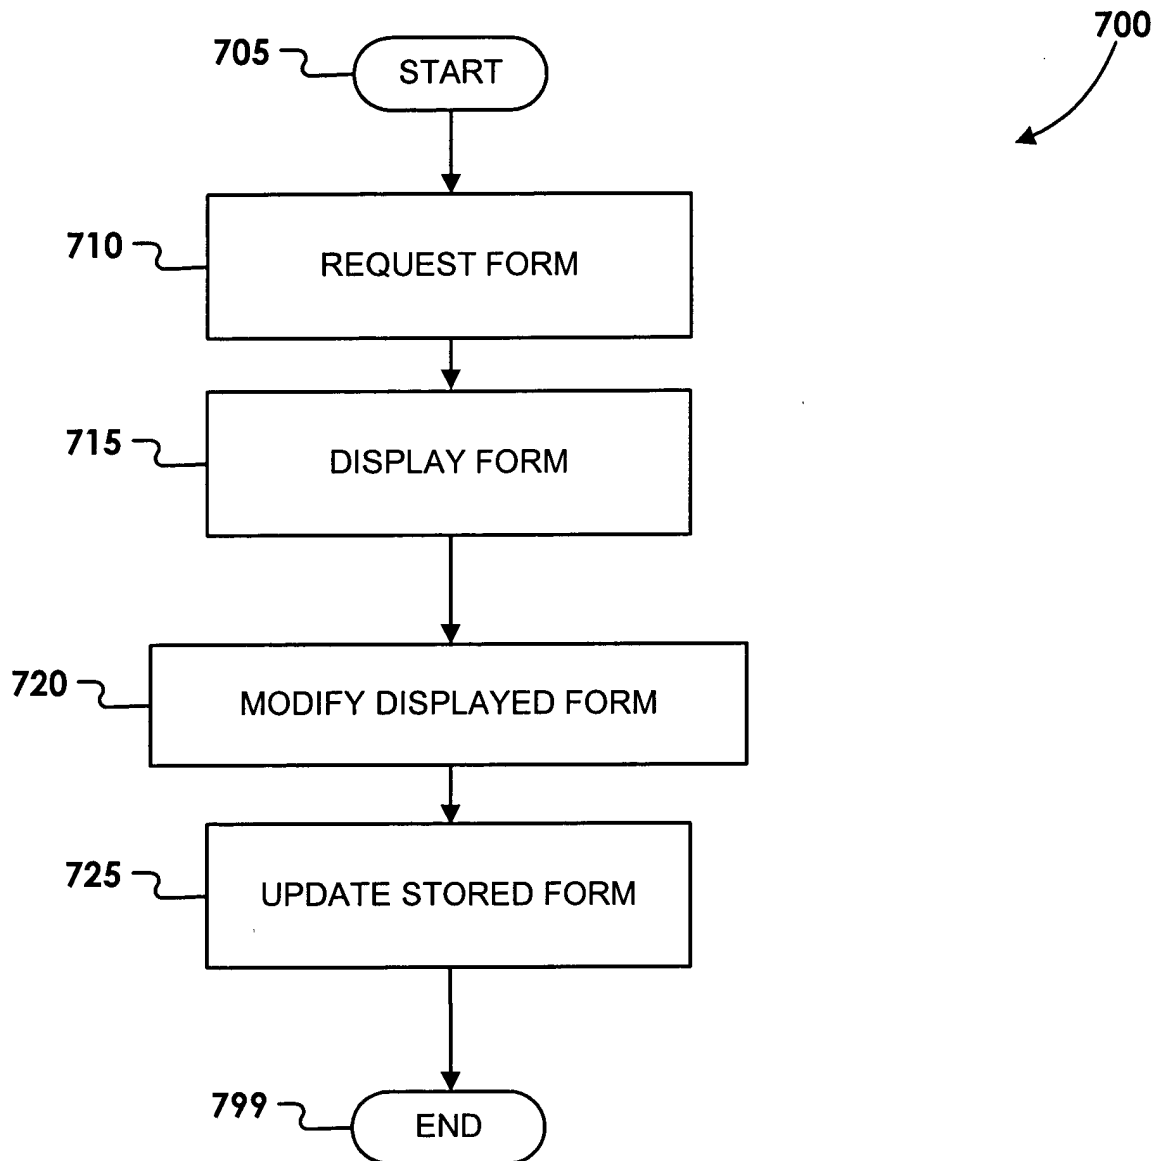 700
705
START
710
REQUEST FORM
715
DISPLAY FORM
720
MODIFY DISPLAYED FORM
725
UPDATE STORED FORM
799
END